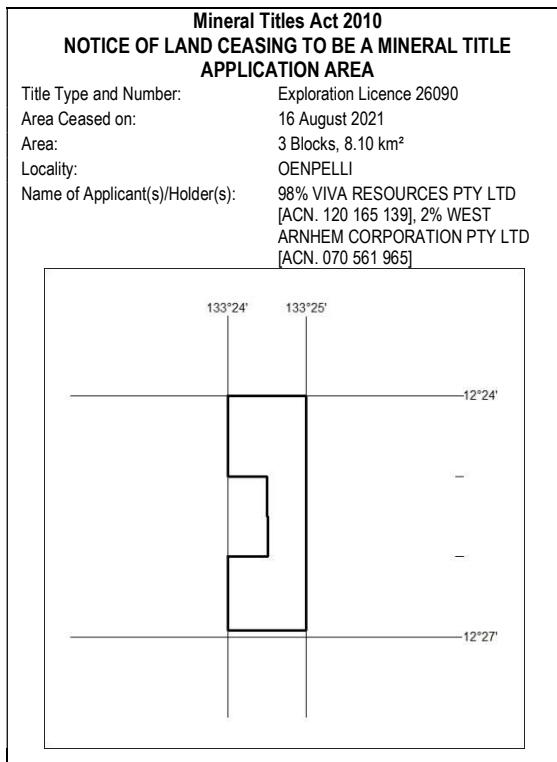 Mineral Titles Act 2010
NOTICE OF LAND CEASING TO BE A MINERAL TITLE
APPLICATION AREA
Title Type and Number: Exploration Licence 26090
Area Ceased on: 16 August 2021
Area: 3 Blocks, 8.10 km²
Locality: OENPELLI
Name of Applicant(s)/Holder(s): 98% VIVA RESOURCES PTY LTD
[ACN. 120 165 139], 2% WEST
ARNHEM CORPORATION PTY LTD
[ACN. 070 561 965]
133°24' 133°25'
12°24'
12°27'